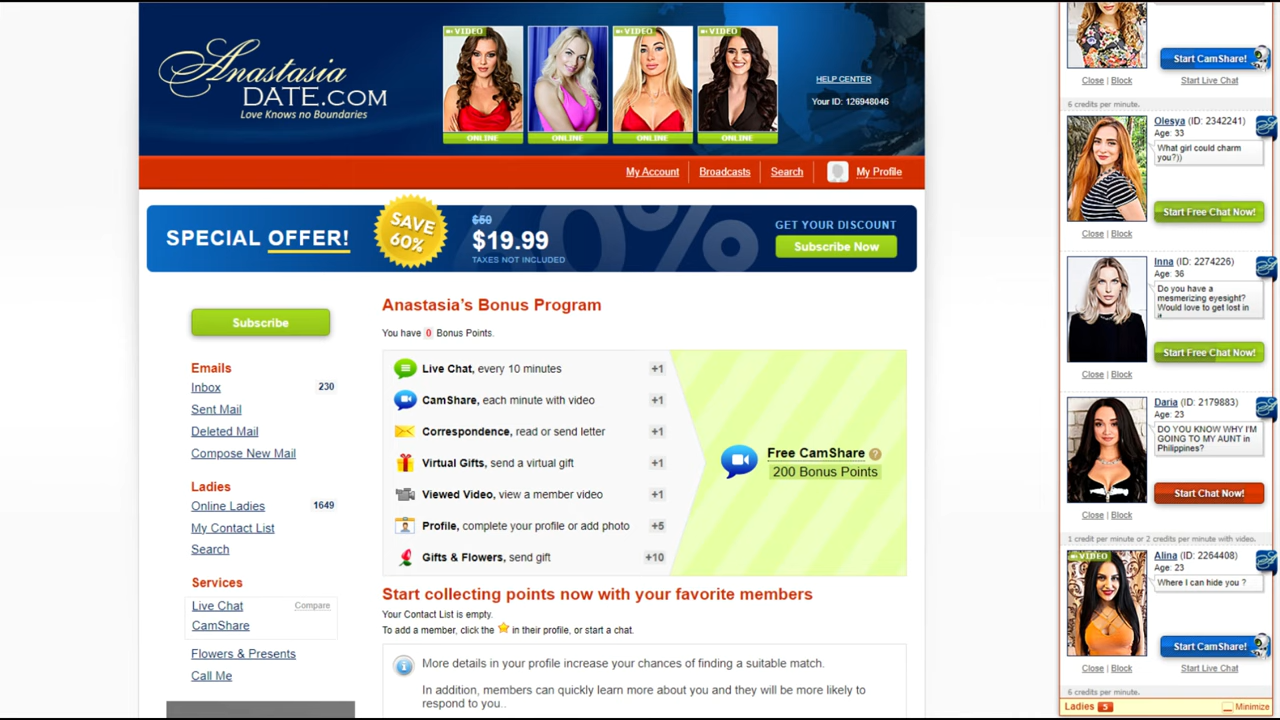 Anastasia
DATE.COM
Love Knows no Boundaries
VIDEO
VIDEO
VIDEO
ONLINE
ONLINE
ONLINE
ONLINE
HELP CENTER
Your ID: 126948046
My Account
Broadcasts
Search
My Profile
SPECIAL OFFER!
SAVE
60%
$50
$19.99
TAXES NOT INCLUDED
60%
GET YOUR DISCOUNT
Subscribe Now
Subscribe
Emails
Inbox 230
Sent Mail
Deleted Mail
Compose New Mail
Ladies
Online Ladies 1649
My Contact List
Search
Services
Live Chat Compare
CamShare
Flowers & Presents
Call Me
Anastasia's Bonus Program
You have 0 Bonus Points.
Live Chat, every 10 minutes +1
CamShare, each minute with video +1
Correspondence, read or send letter +1
Virtual Gifts, send a virtual gift +1
Viewed Video, view a member video +1
Profile, complete your profile or add photo +5
Gifts & Flowers, send gift +10
Free CamShare ?
200 Bonus Points
Start collecting points now with your favorite members
Your Contact List is empty.
To add a member, click the in their profile, or start a chat.
More details in your profile increase your chances of finding a suitable match.
In addition, members can quickly learn more about you and they will be more likely to
respond to you..
Start CamShare!
Close | Block
Start Live Chat
6 credits per minute.
Olesya (ID: 2342241)
Age: 33
What girl could charm
you?))
Start Free Chat Now!
Close | Block
Inna (ID: 2274226)
Age: 36
Do you have a
mesmerizing eyesight?
Would love to get lost in
Start Free Chat Now!
Close | Block
Daria (ID: 2179883)
Age: 23
DO YOU KNOW WHY I'M
GOING TO MY AUNT in
Philippines?
Start Chat Now!
Close | Block
1 credit per minute or 2 credits per minute with video.
VIDEO
Alina (ID: 2264408)
Age: 23
Where I can hide you ?
Start CamShare!
Close | Block
Start Live Chat
6 credits per minute.
Ladies 5
Minimize